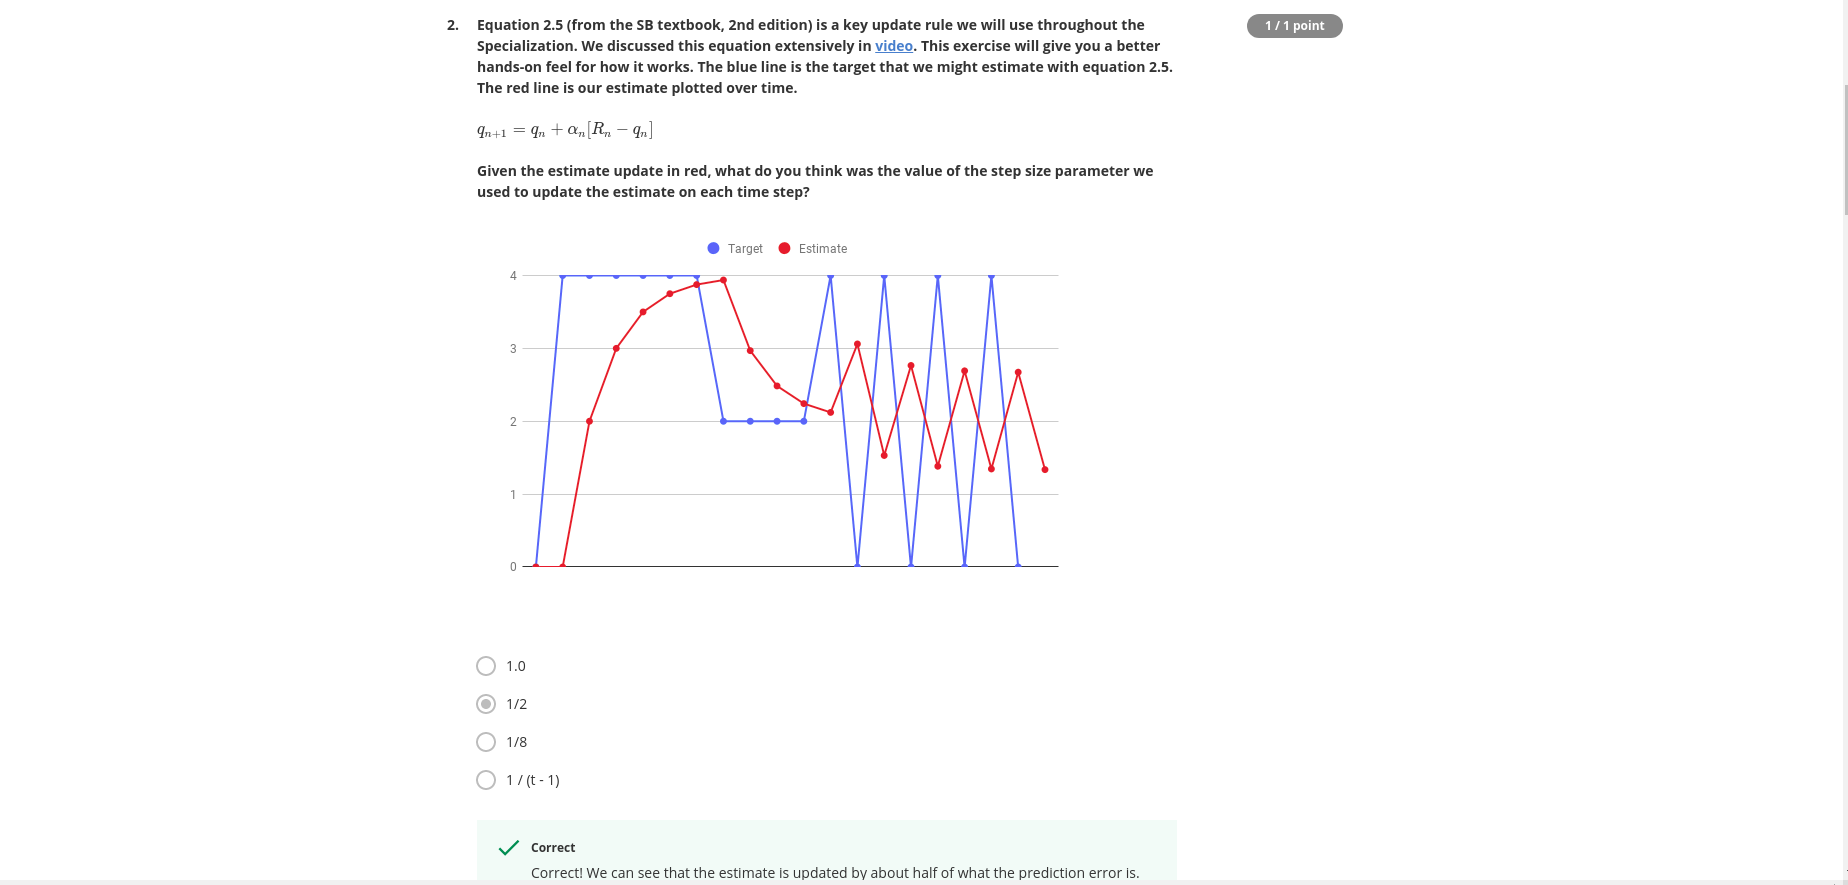 2. Equation 2.5 (from the SB textbook, 2nd edition) is a key update rule we will use throughout the
1 / 1 point
Specialization. We discussed this equation extensively in video. This exercise will give you a better
hands-on feel for how it works. The blue line is the target that we might estimate with equation 2.5.
The red line is our estimate plotted over time.
qₙ₊₁ = qₙ + αₙ[Rₙ − qₙ]
Given the estimate update in red, what do you think was the value of the step size parameter we
used to update the estimate on each time step?
Target Estimate
4
3
2
1
0
1.0
1/2
1/8
1 / (t - 1)
Correct
Correct! We can see that the estimate is updated by about half of what the prediction error is.